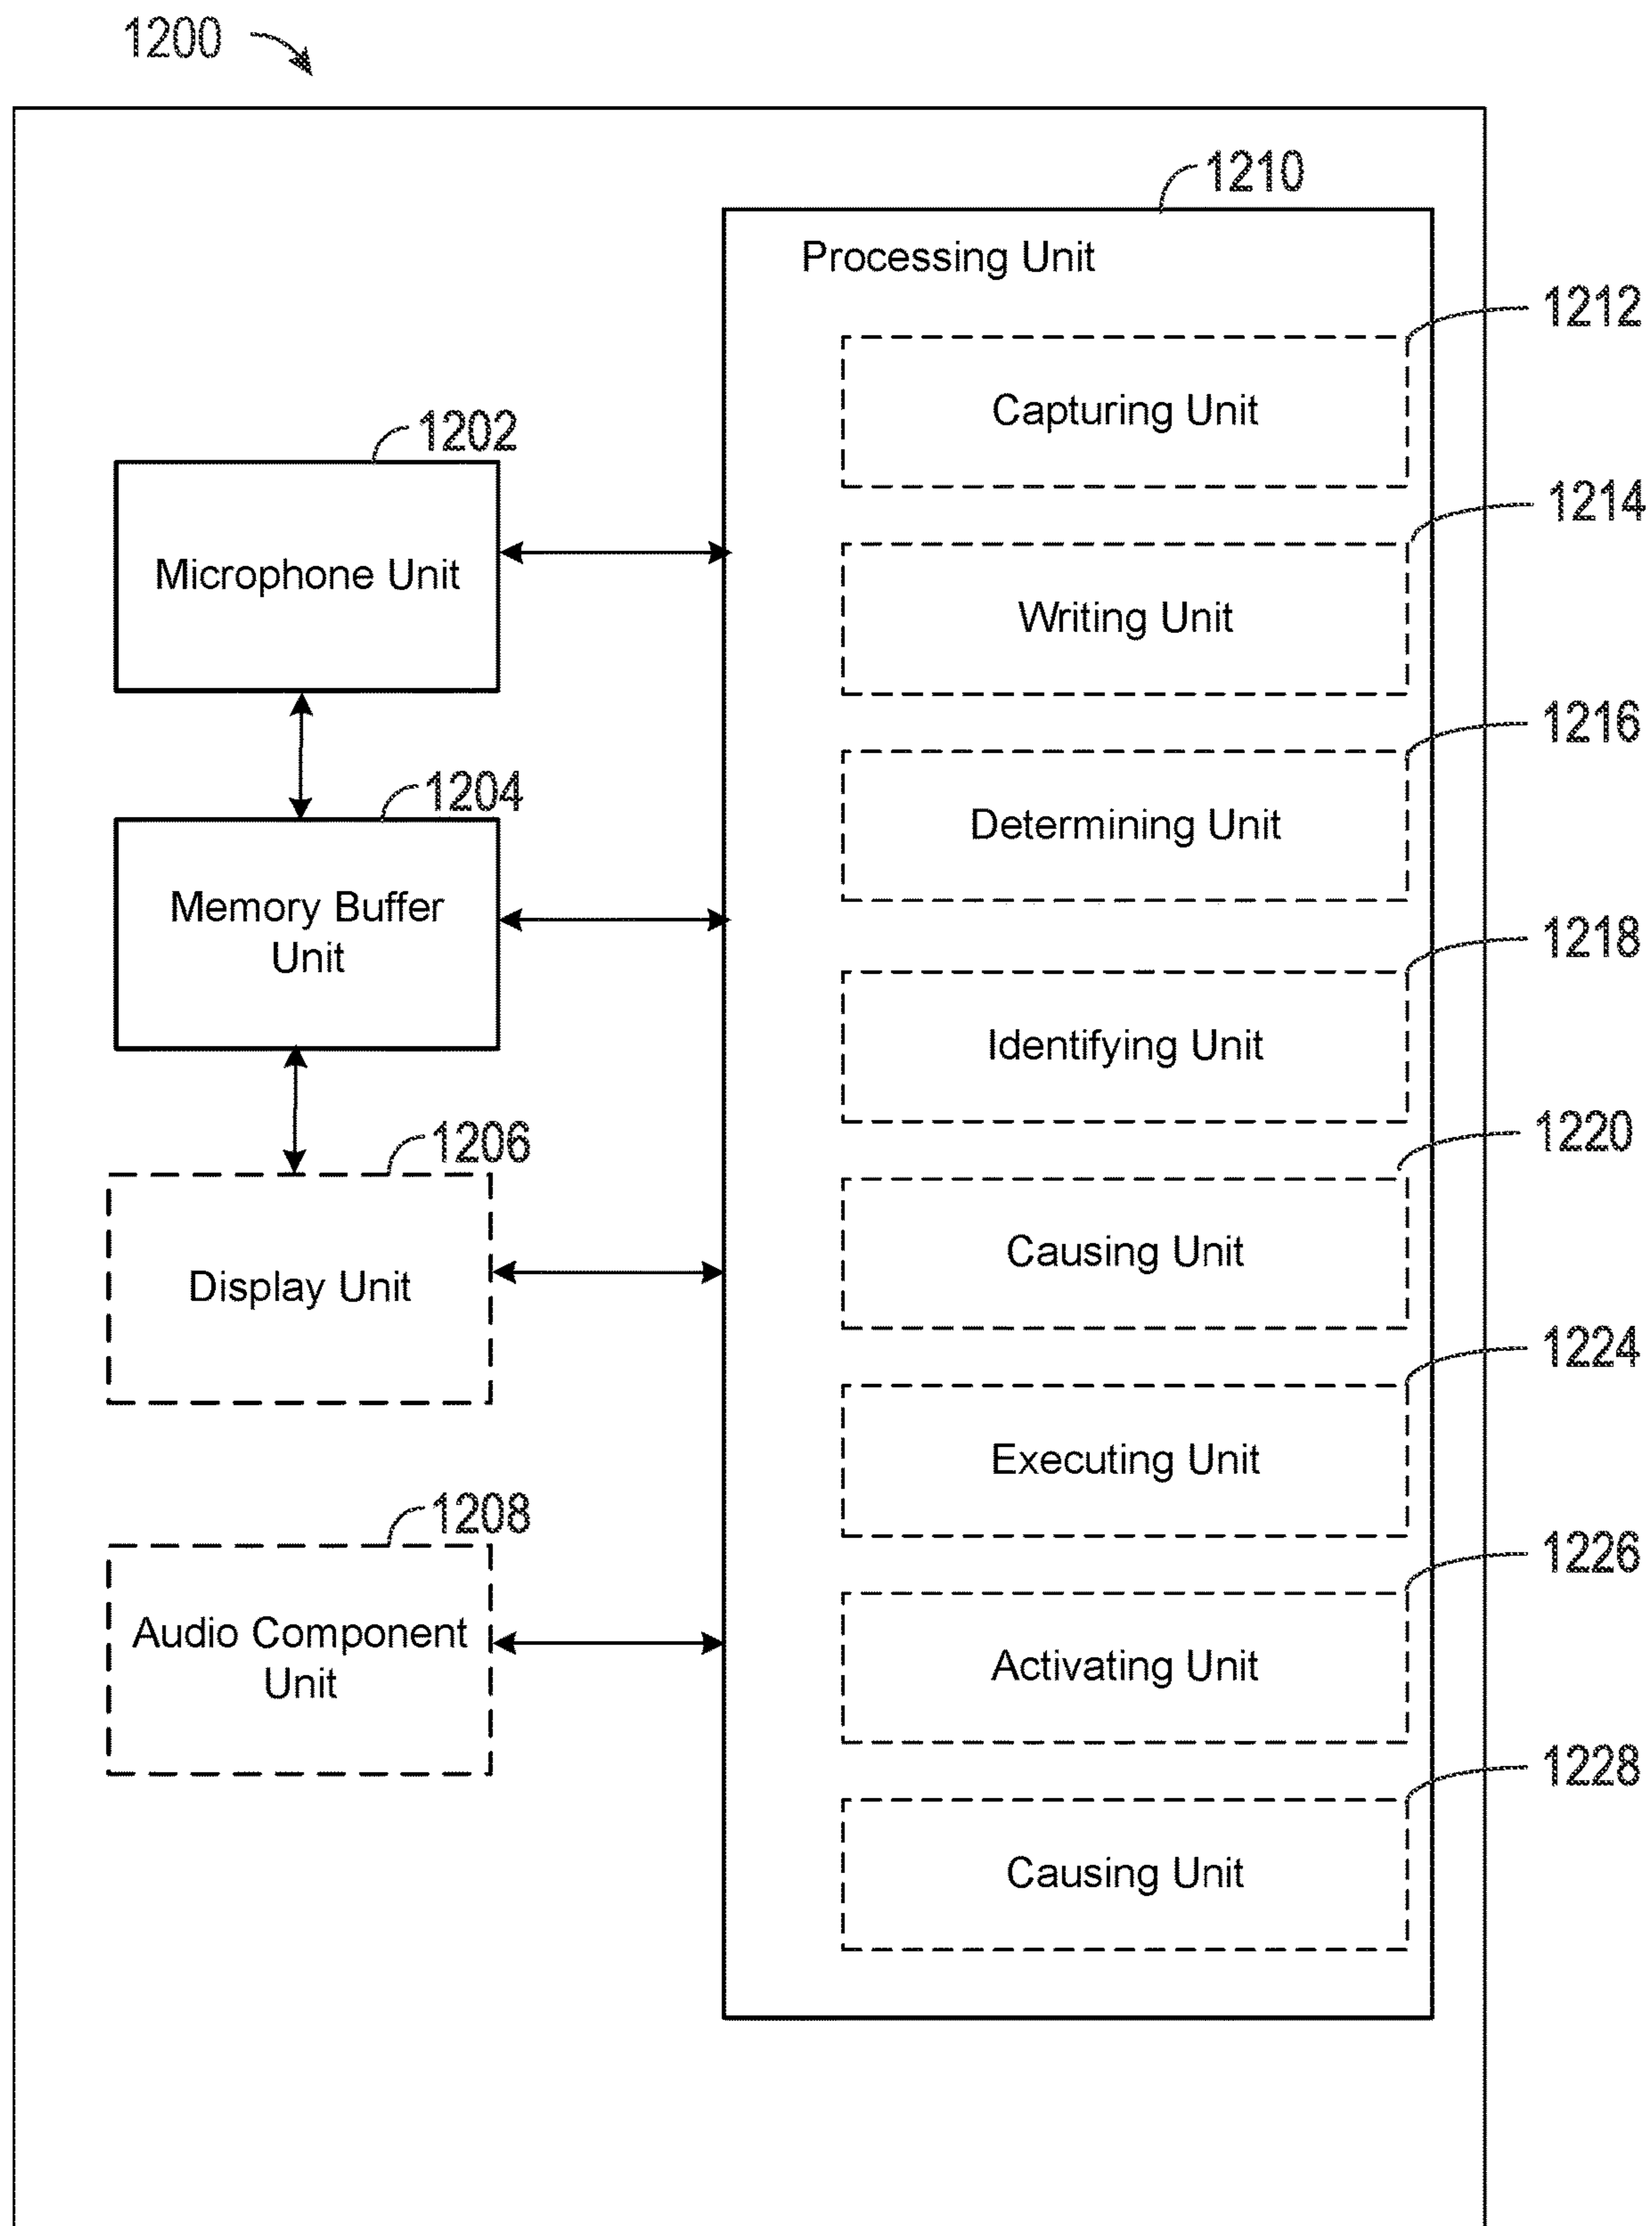 1200
1210
Processing Unit
1212
Capturing Unit
1202
Microphone Unit
1214
Writing Unit
1216
Determining Unit
1204
Memory Buffer
Unit
1218
Identifying Unit
1206
Display Unit
1220
Causing Unit
1224
Executing Unit
1208
Audio Component
Unit
1226
Activating Unit
1228
Causing Unit